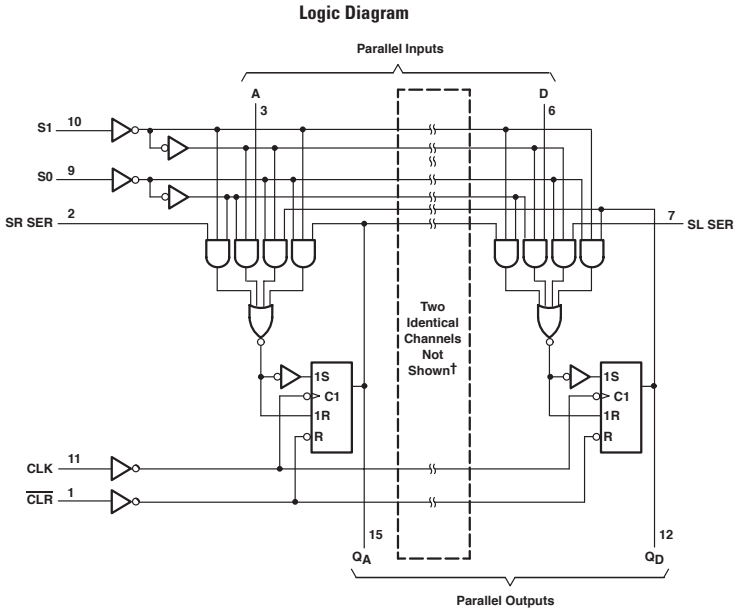 Logic Diagram
Parallel Inputs
A
3
D
6
S1 10
S0 9
SR SER 2
7 SL SER
Two
Identical
Channels
Not
Shown†
1S
C1
1R
R
1S
C1
1R
R
CLK 11
CLR 1
15
QA
12
QD
Parallel Outputs